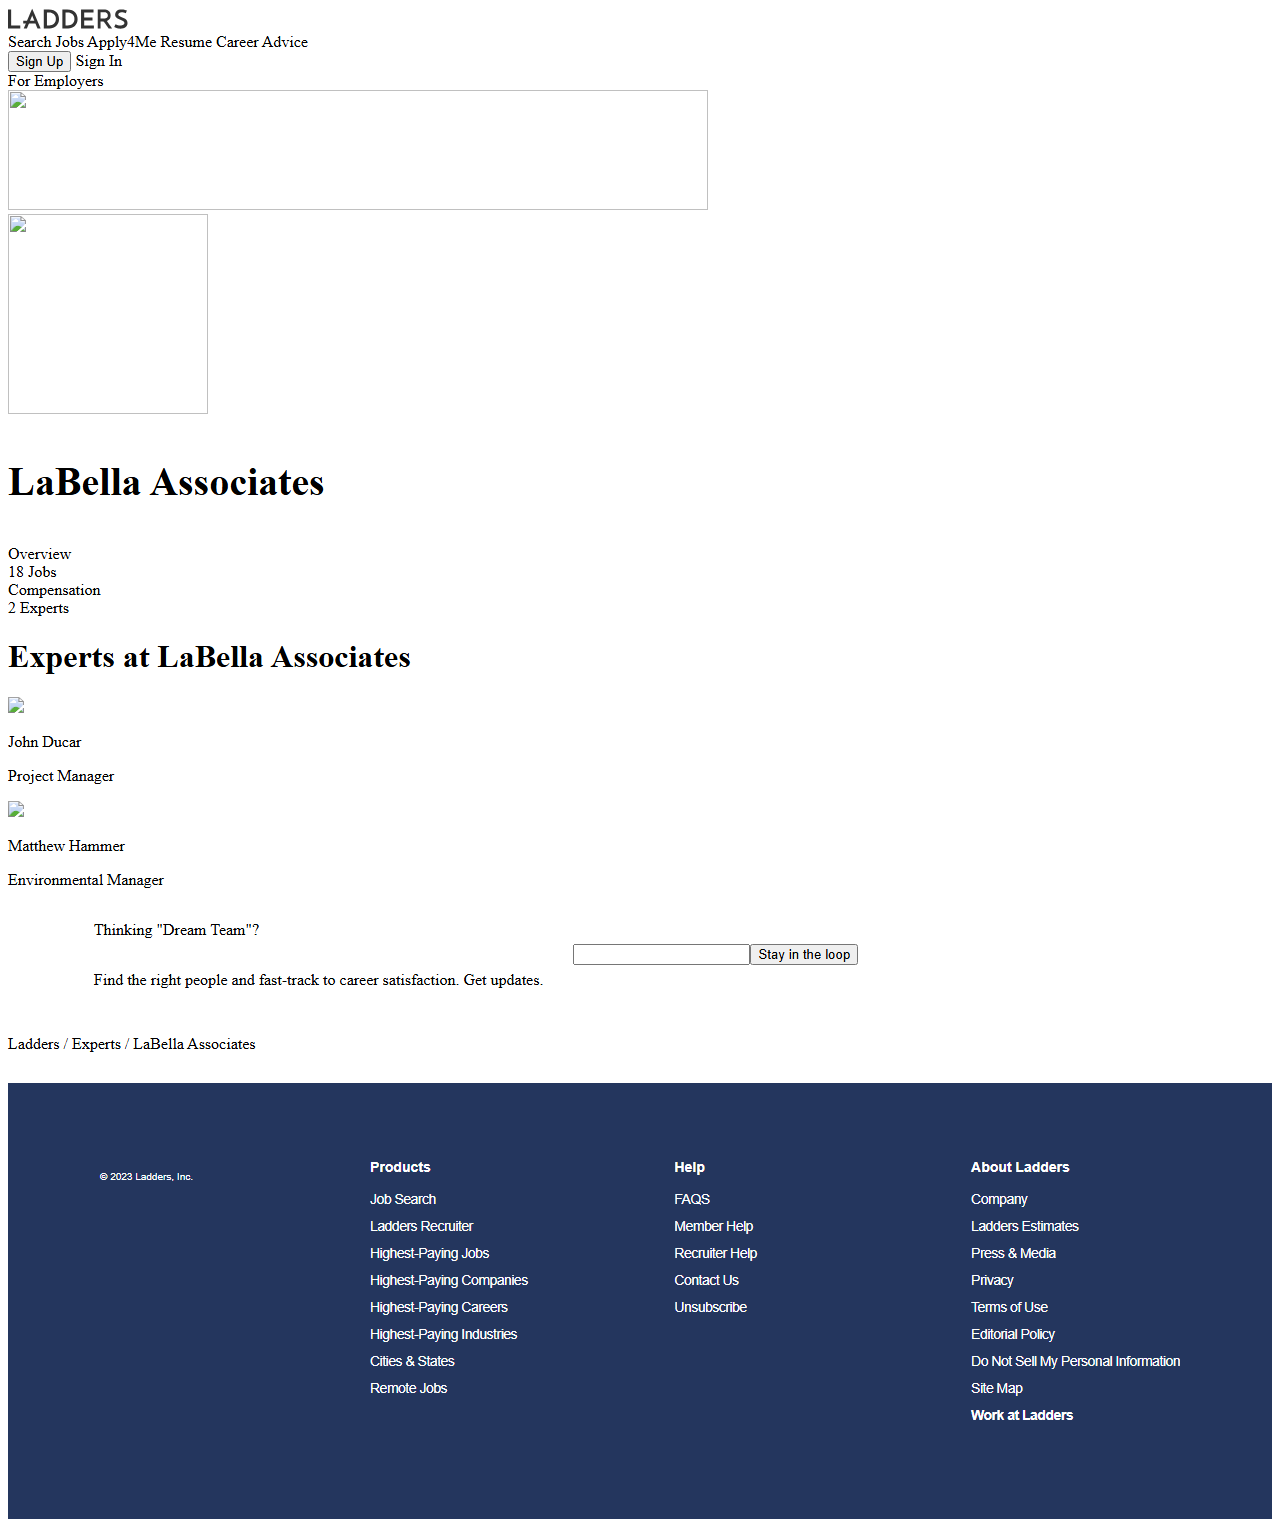 LADDERS
Search Jobs Apply4Me Resume Career Advice
Sign Up Sign In
For Employers
LaBella Associates
Overview
18 Jobs
Compensation
2 Experts
Experts at LaBella Associates
John Ducar
Project Manager
Matthew Hammer
Environmental Manager
Thinking "Dream Team"?
Stay in the loop
Find the right people and fast-track to career satisfaction. Get updates.
Ladders / Experts / LaBella Associates
© 2023 Ladders, Inc.
Products
Job Search
Ladders Recruiter
Highest-Paying Jobs
Highest-Paying Companies
Highest-Paying Careers
Highest-Paying Industries
Cities & States
Remote Jobs
Help
FAQS
Member Help
Recruiter Help
Contact Us
Unsubscribe
About Ladders
Company
Ladders Estimates
Press & Media
Privacy
Terms of Use
Editorial Policy
Do Not Sell My Personal Information
Site Map
Work at Ladders